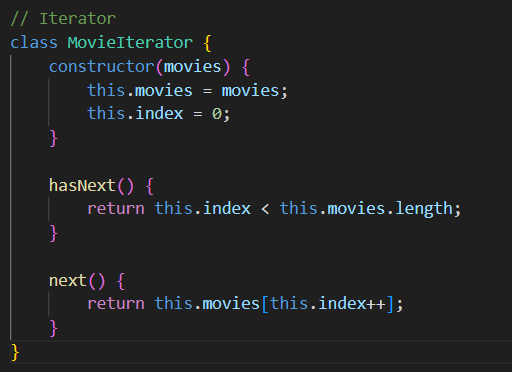 // Iterator
class MovieIterator {
    constructor(movies) {
        this.movies = movies;
        this.index = 0;
    }

    hasNext() {
        return this.index < this.movies.length;
    }

    next() {
        return this.movies[this.index++];
    }
}